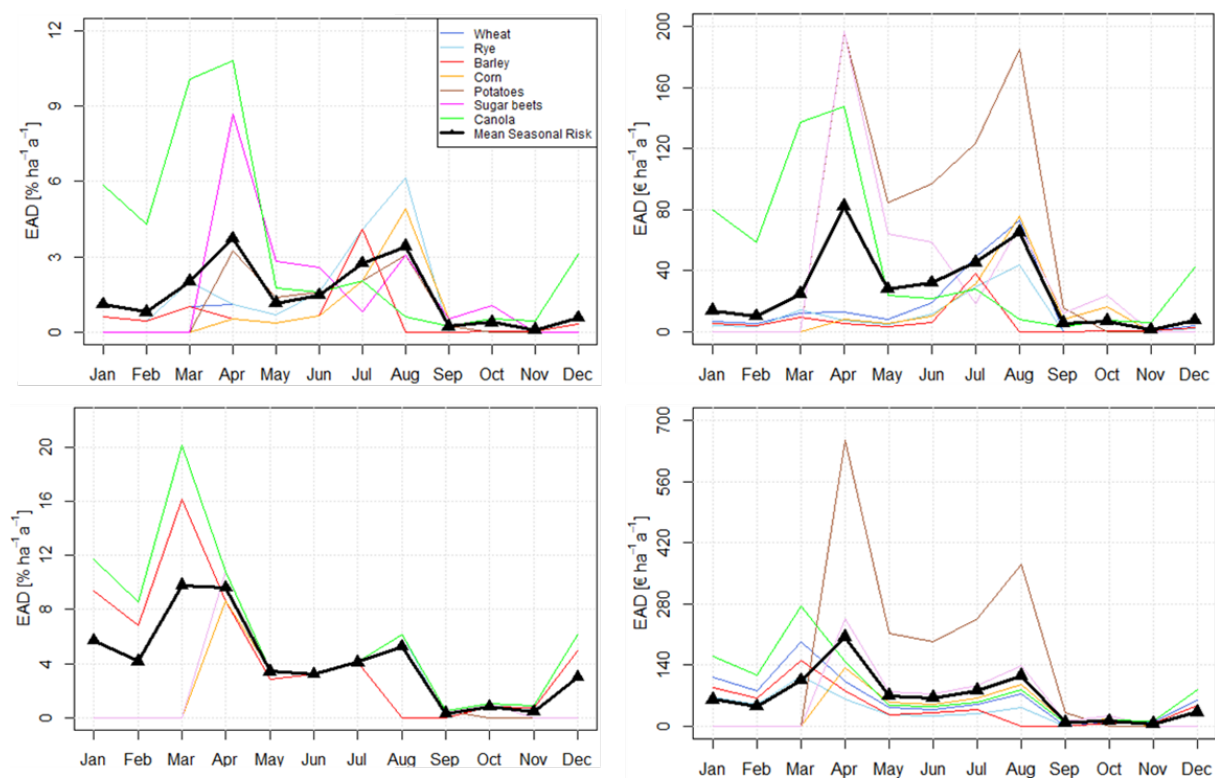 EAD [% ha⁻¹ a⁻¹]
12
9
6
3
0
Wheat
Rye
Barley
Corn
Potatoes
Sugar beets
Canola
Mean Seasonal Risk
Jan Feb Mar Apr May Jun Jul Aug Sep Oct Nov Dec
EAD [€ ha⁻¹ a⁻¹]
200
160
120
80
40
0
Jan Feb Mar Apr May Jun Jul Aug Sep Oct Nov Dec
EAD [% ha⁻¹ a⁻¹]
20
16
12
8
4
0
Jan Feb Mar Apr May Jun Jul Aug Sep Oct Nov Dec
EAD [€ ha⁻¹ a⁻¹]
700
560
420
280
140
0
Jan Feb Mar Apr May Jun Jul Aug Sep Oct Nov Dec